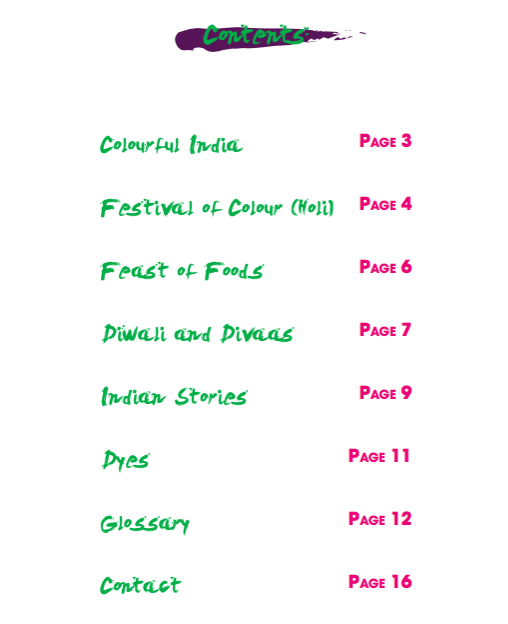 Contents
Colourful India Page 3
Festival of Colour (Holi) Page 4
Feast of Foods Page 6
Diwali and Divaas Page 7
Indian Stories Page 9
Dyes Page 11
Glossary Page 12
Contact Page 16